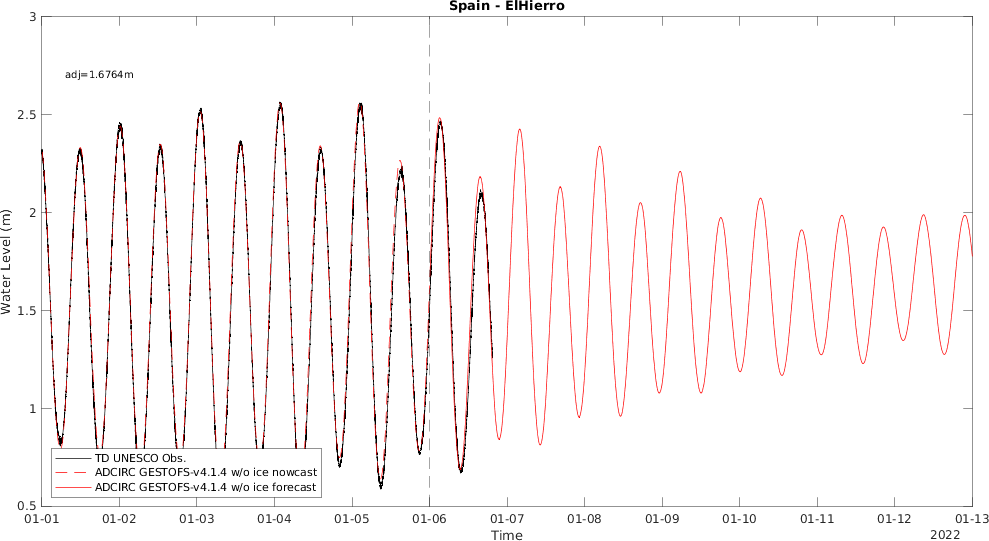 Spain - ElHierro
3
adj=1.6764m
2.5
2
Water Level (m)
1.5
1
TD UNESCO Obs.
ADCIRC GESTOFS-v4.1.4 w/o ice nowcast
ADCIRC GESTOFS-v4.1.4 w/o ice forecast
0.5
01-01 01-02 01-03 01-04 01-05 01-06 01-07 01-08 01-09 01-10 01-11 01-12 01-13
Time
2022